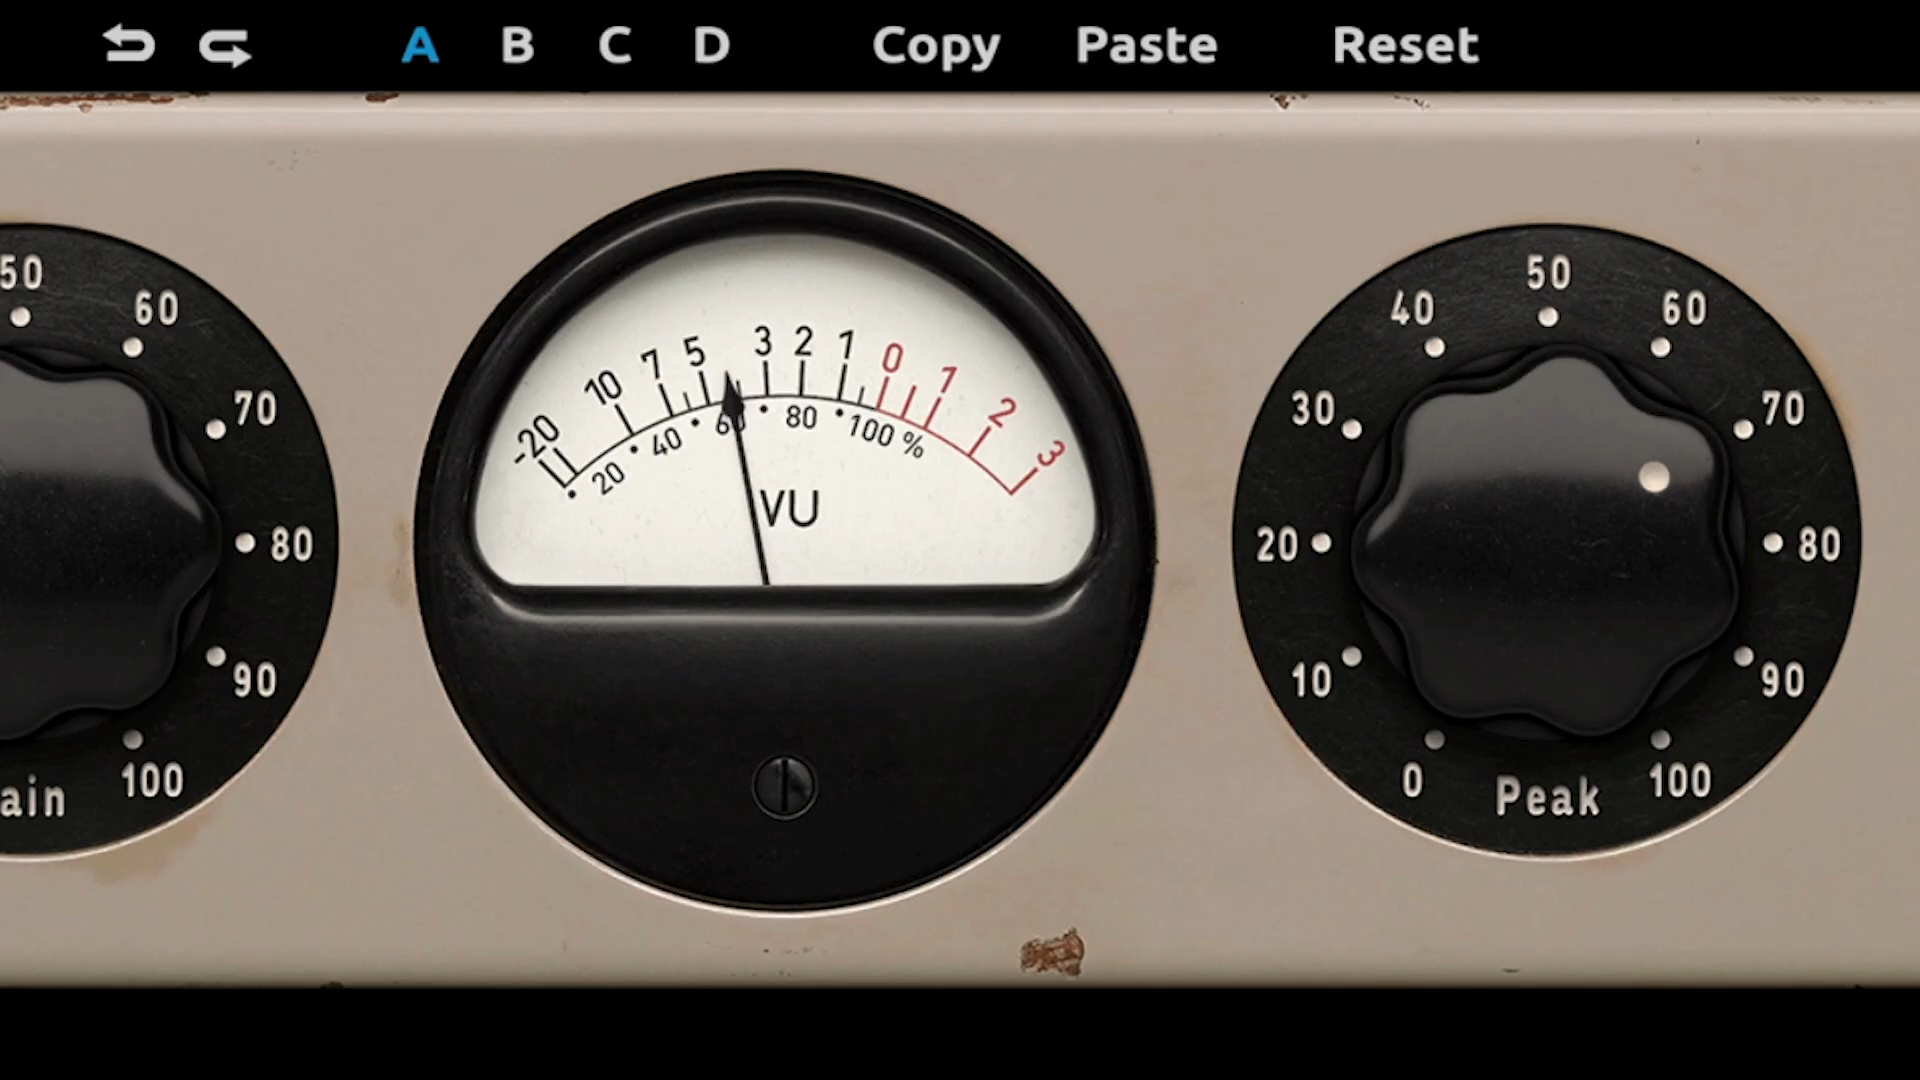 A B C D Copy Paste Reset
50 60 70 80 90 100
ain
-20 10 7 5 3 2 1 0 1 2 3
20 40 60 80 100 %
VU
0 10 20 30 40 50 60 70 80 90 100
Peak